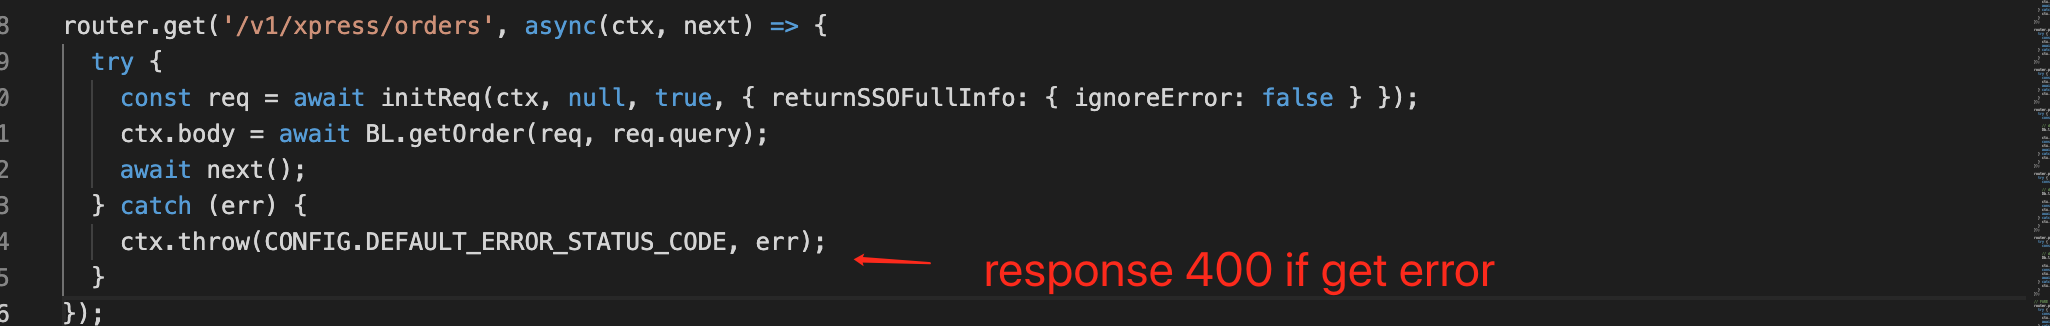 8 router.get('/v1/xpress/orders', async(ctx, next) => {
9 try {
0 const req = await initReq(ctx, null, true, { returnSSOFullInfo: { ignoreError: false } });
1 ctx.body = await BL.getOrder(req, req.query);
2 await next();
3 } catch (err) {
4 ctx.throw(CONFIG.DEFAULT_ERROR_STATUS_CODE, err);
response 400 if get error
5 }
6 });